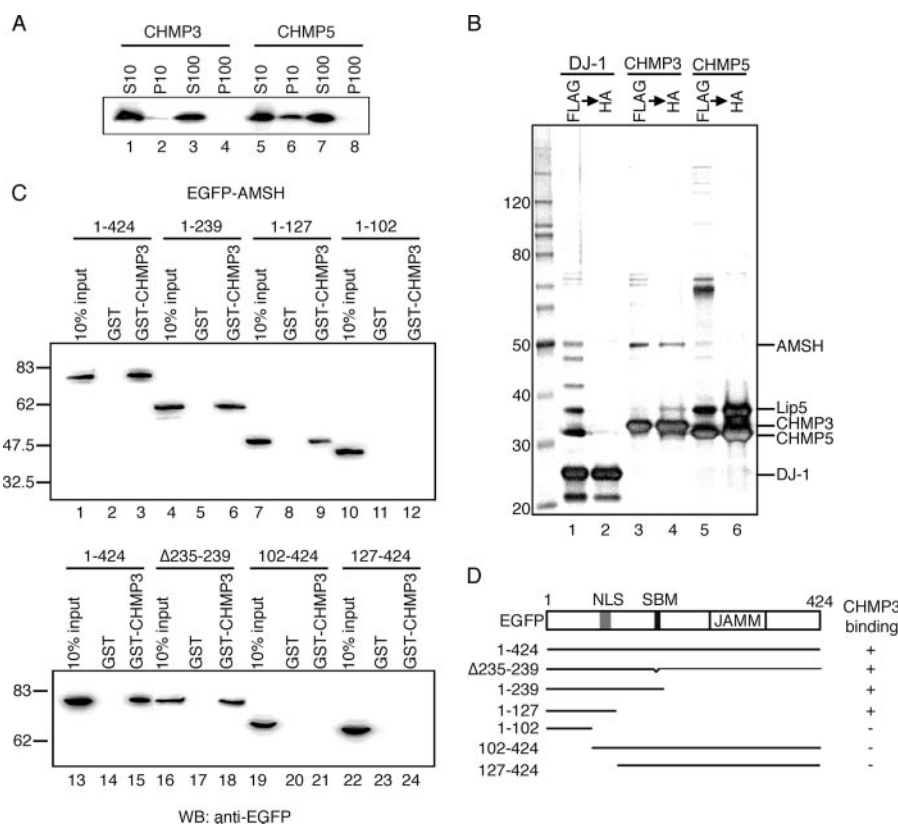 A
CHMP3 CHMP5
S10 P10 S100 P100 S10 P10 S100 P100
1 2 3 4 5 6 7 8
B
DJ-1 CHMP3 CHMP5
FLAG → HA FLAG → HA FLAG → HA
120
80
50
40
30
20
AMSH
Lip5
CHMP3
CHMP5
DJ-1
1 2 3 4 5 6
C
EGFP-AMSH
1-424 1-239 1-127 1-102
10% input GST GST-CHMP3 10% input GST GST-CHMP3 10% input GST GST-CHMP3 10% input GST GST-CHMP3
83
62
47.5
32.5
1 2 3 4 5 6 7 8 9 10 11 12
1-424 Δ235-239 102-424 127-424
10% input GST GST-CHMP3 10% input GST GST-CHMP3 10% input GST GST-CHMP3 10% input GST GST-CHMP3
83
62
13 14 15 16 17 18 19 20 21 22 23 24
WB: anti-EGFP
D
1 NLS SBM 424 CHMP3
binding
EGFP JAMM
1-424 +
Δ235-239 +
1-239 +
1-127 +
1-102 -
102-424 -
127-424 -